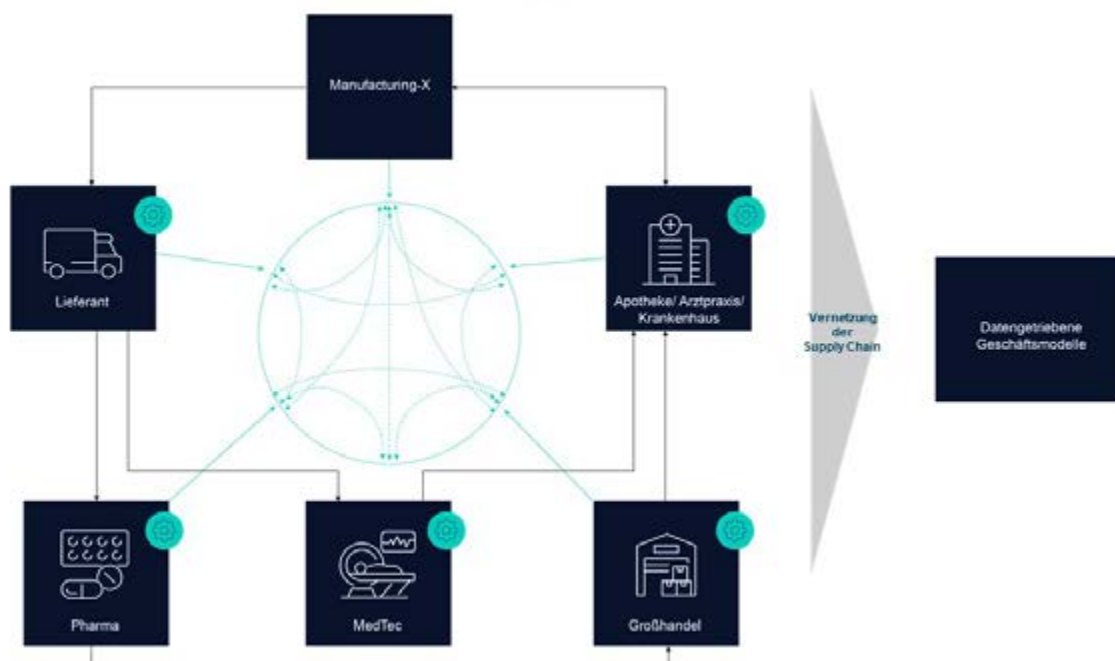 Manufacturing-X
Lieferant
Apotheke/ Arztpraxis/
Krankenhaus
Vernetzung
der
Supply Chain
Datengetriebene
Geschäftsmodelle
Pharma
MedTec
Großhandel